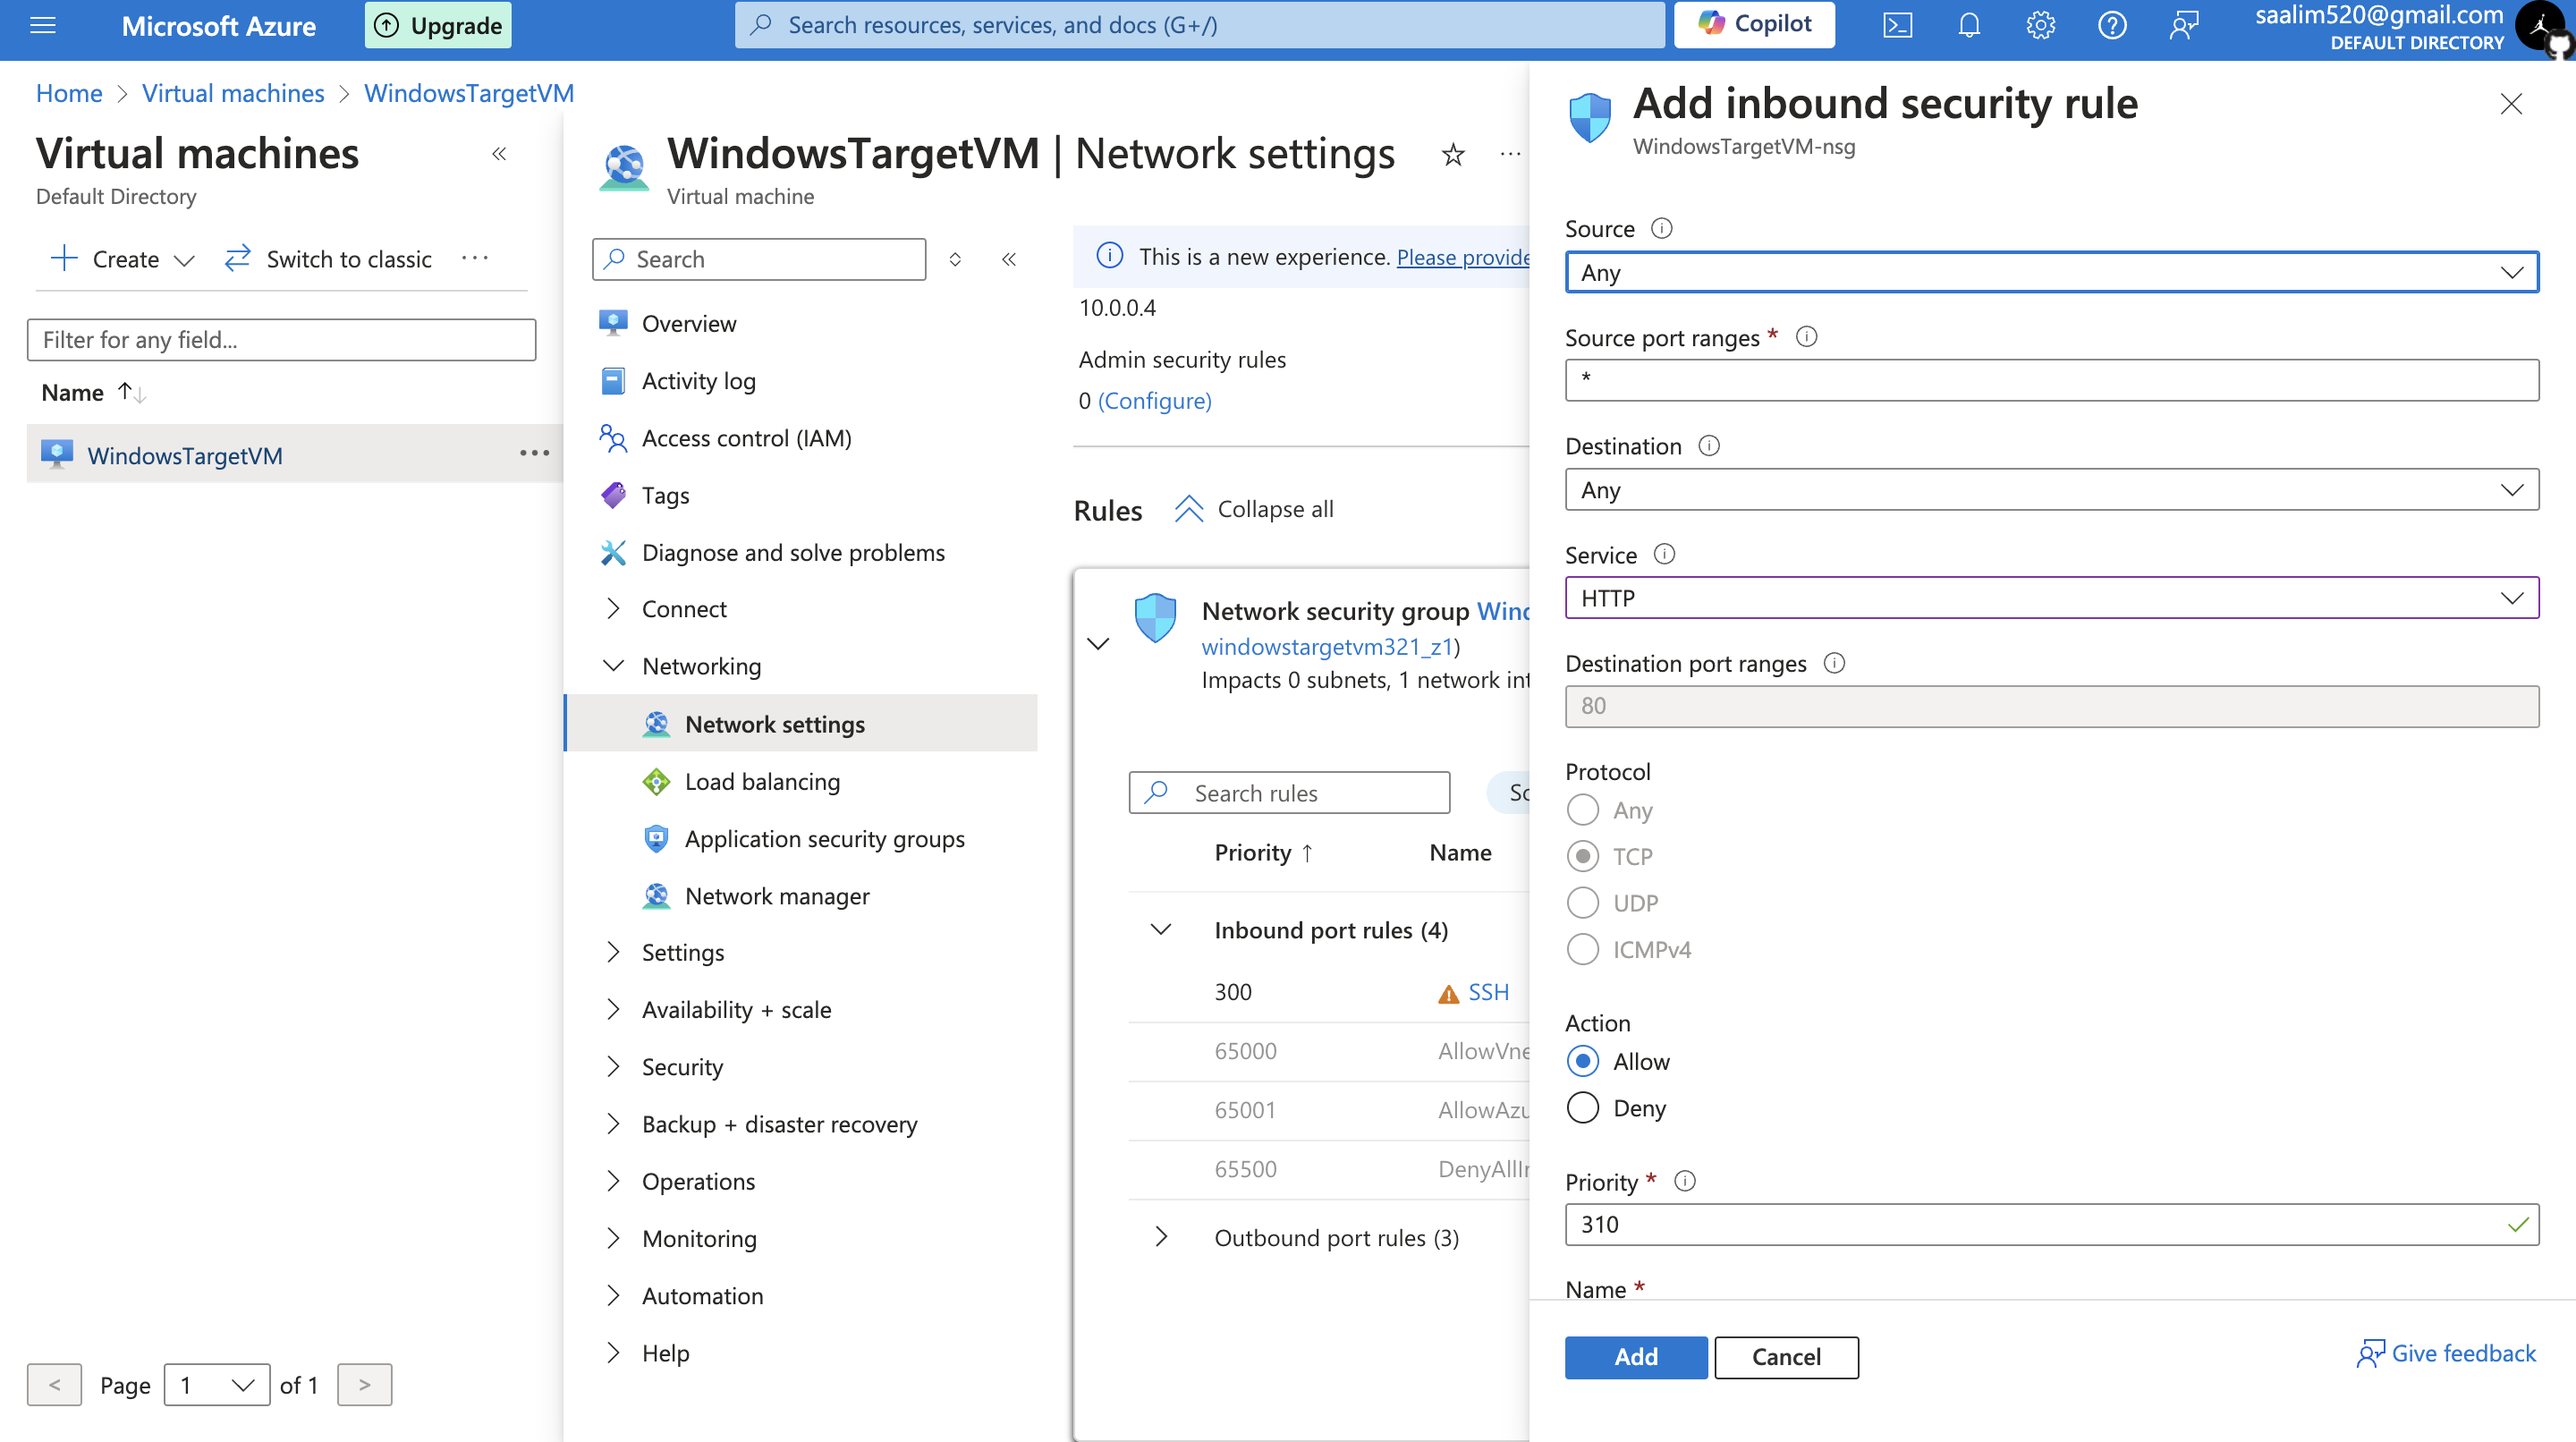 Microsoft Azure
Upgrade
Search resources, services, and docs (G+/)
Copilot
saalim520@gmail.com
DEFAULT DIRECTORY
Home > Virtual machines > WindowsTargetVM
Virtual machines
Default Directory
Create
Switch to classic
Filter for any field...
Name
WindowsTargetVM
< Page 1 of 1 >
WindowsTargetVM | Network settings
Virtual machine
Search
Overview
Activity log
Access control (IAM)
Tags
Diagnose and solve problems
Connect
Networking
Network settings
Load balancing
Application security groups
Network manager
Settings
Availability + scale
Security
Backup + disaster recovery
Operations
Monitoring
Automation
Help
This is a new experience. Please provide
10.0.0.4
Admin security rules
0 (Configure)
Rules
Collapse all
Network security group Wind
windowstargetvm321_z1)
Impacts 0 subnets, 1 network int
Search rules
So
Priority ↑ Name
Inbound port rules (4)
300 SSH
65000 AllowVne
65001 AllowAzu
65500 DenyAllIn
Outbound port rules (3)
Add inbound security rule
WindowsTargetVM-nsg
Source
Any
Source port ranges *
*
Destination
Any
Service
HTTP
Destination port ranges
80
Protocol
Any
TCP
UDP
ICMPv4
Action
Allow
Deny
Priority *
310
Name *
Add
Cancel
Give feedback